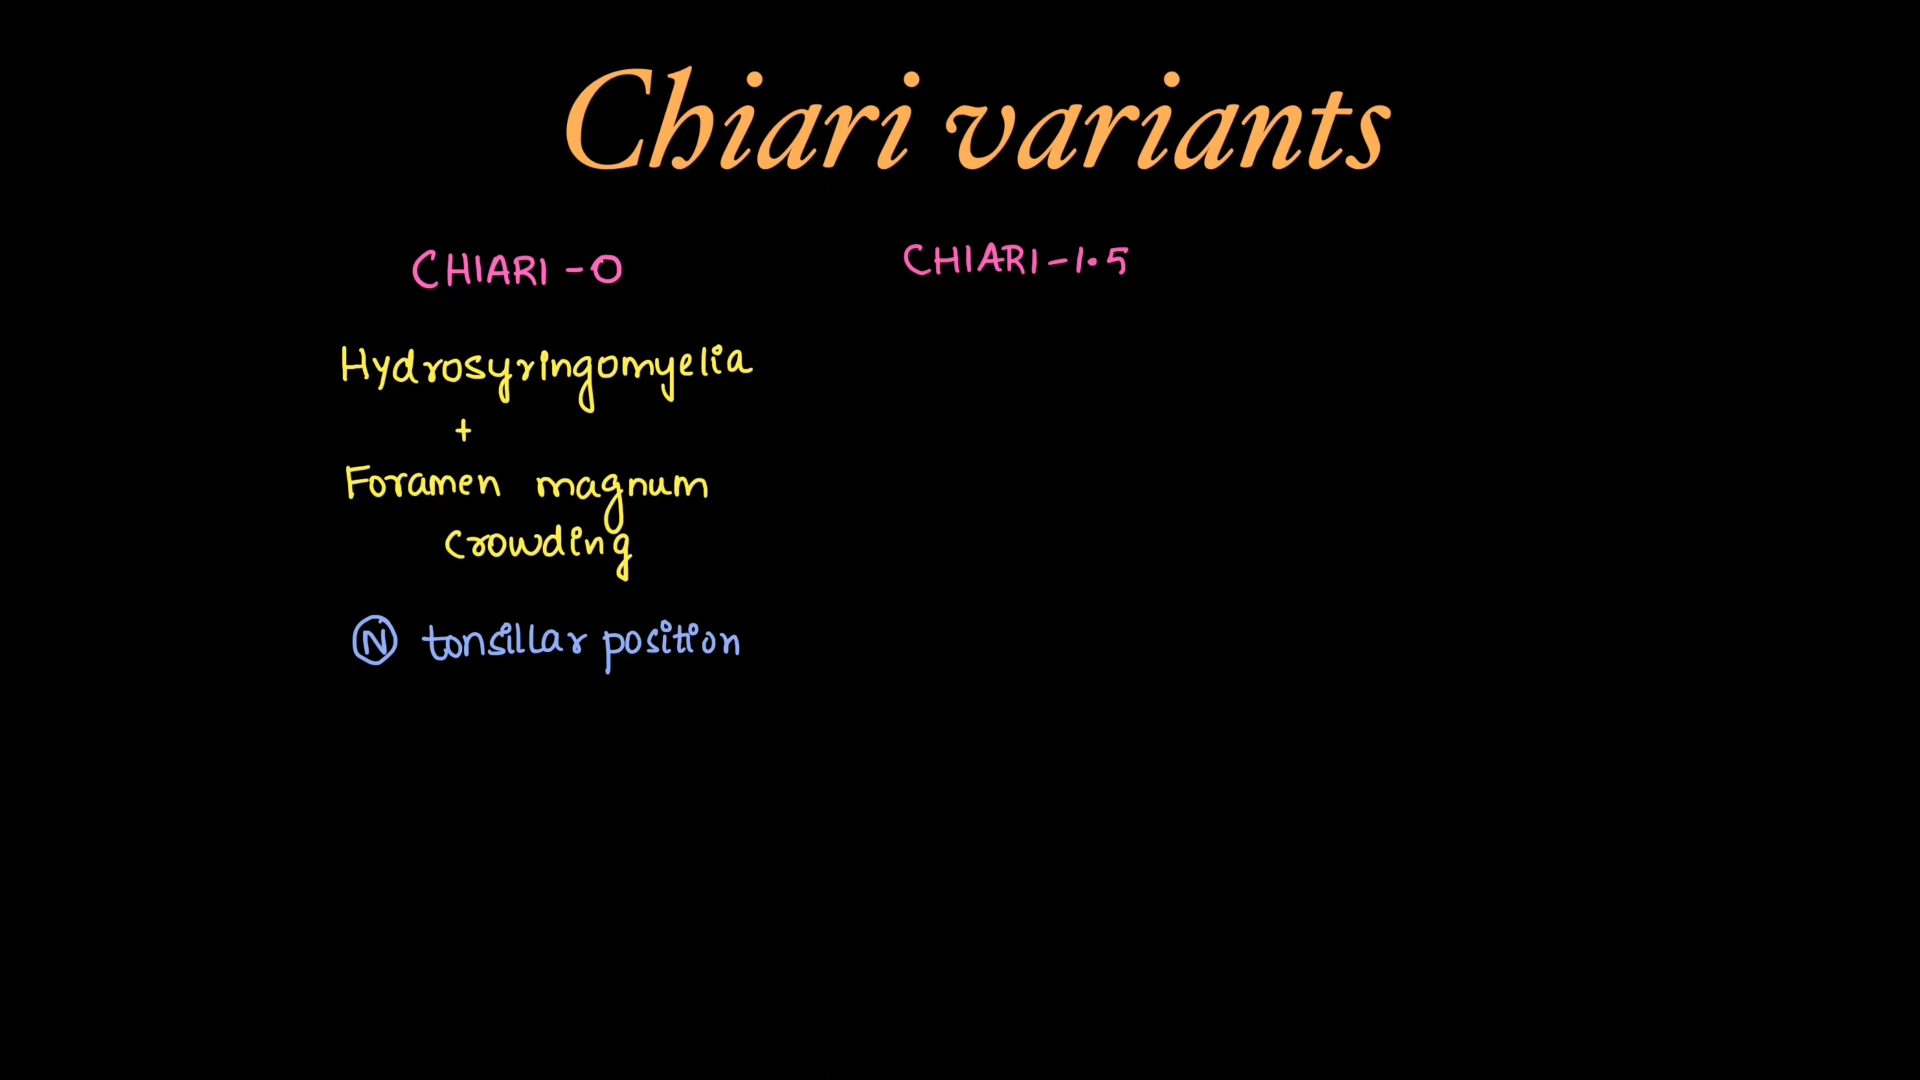 Chiari variants
CHIARI - 0
Hydrosyringomyelia
+
Foramen magnum
crowding
Ⓝ tonsillar position
CHIARI - 1.5